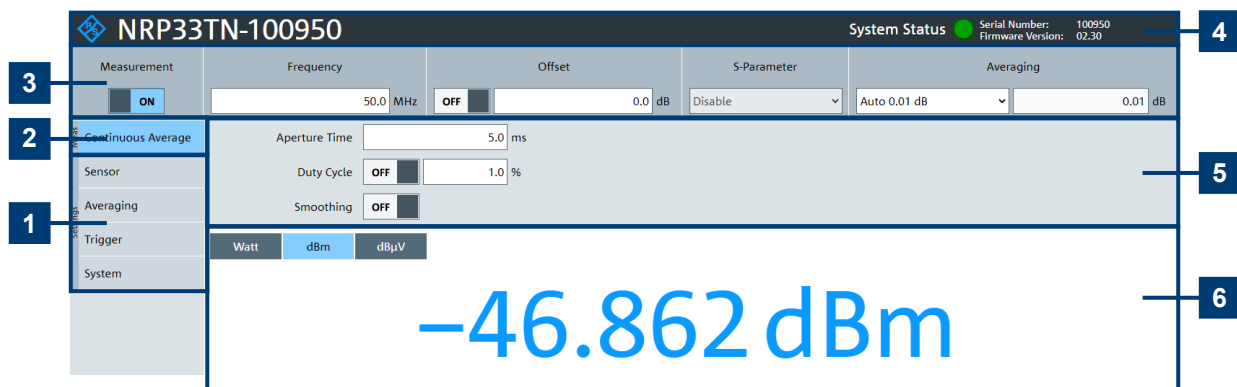 R S NRP33TN-100950 System Status Serial Number: 100950
Firmware Version: 02.30
4
Measurement Frequency Offset S-Parameter Averaging
3
ON 50.0 MHz OFF 0.0 dB Disable Auto 0.01 dB 0.01 dB
2
Meas
Continuous Average Aperture Time 5.0 ms
Sensor Duty Cycle OFF 1.0 %
5
Settings
Averaging Smoothing OFF
1
Trigger Watt dBm dBµV
System
6
−46.862 dBm